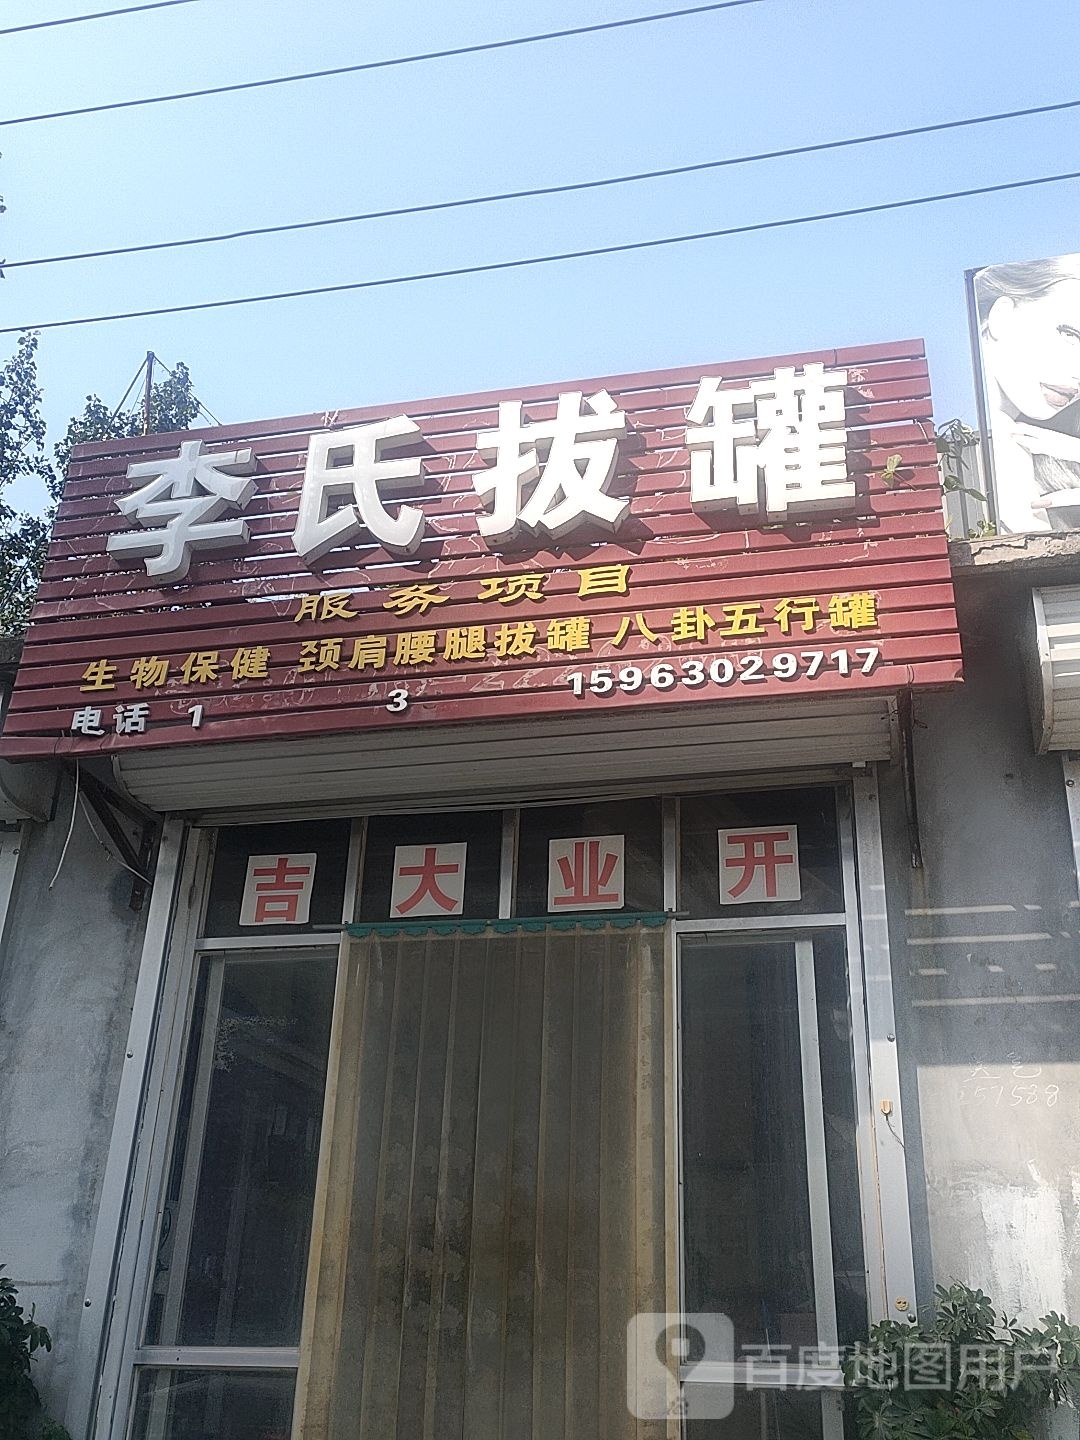 李氏拔罐
服务项目
生物保健 颈肩腰腿拔罐 八卦五行罐
电话 1 3 15963029717
吉大业开
51588
百度地图用户